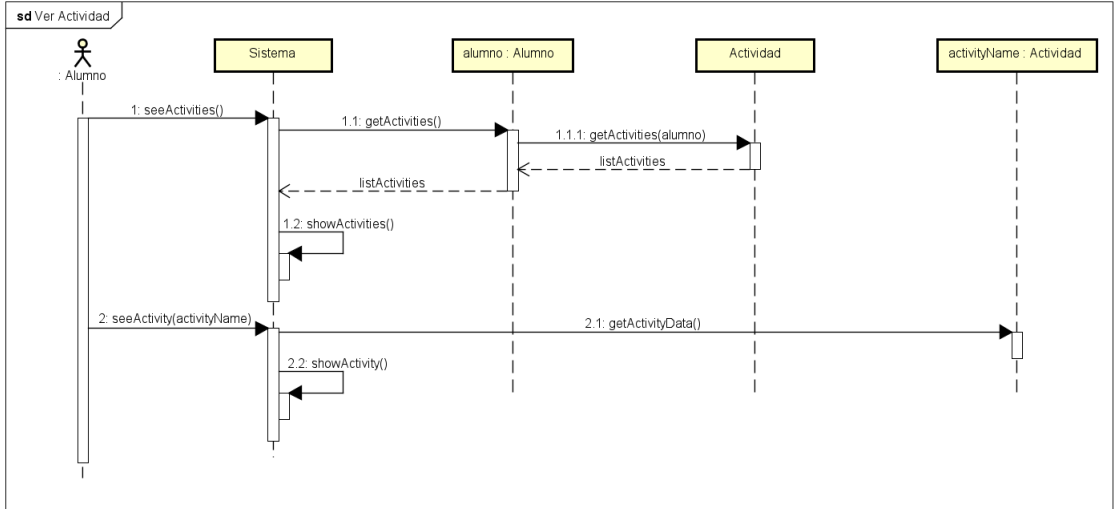 sd Ver Actividad
: Alumno
Sistema
alumno : Alumno
Actividad
activityName : Actividad
1: seeActivities()
1.1: getActivities()
1.1.1: getActivities(alumno)
listActivities
listActivities
1.2: showActivities()
2: seeActivity(activityName)
2.1: getActivityData()
2.2: showActivity()